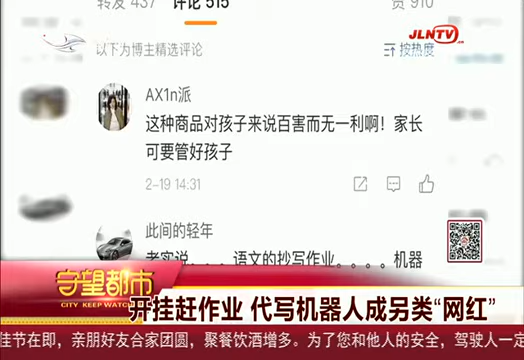 转发 437 评论 515 赞 910
JLNTV
以下为博主精选评论
按热度
AX1n派
这种商品对孩子来说百害而无一利啊！家长
可要管好孩子
2-19 14:31
此间的轻年
老实说。。。语文的抄写作业。。。。机器
守望都市
CITY KEEP WATCH
开挂赶作业 代写机器人成另类“网红”
佳节在即，亲朋好友合家团圆，聚餐饮酒增多。为了您和他人的安全，驾驶人一定